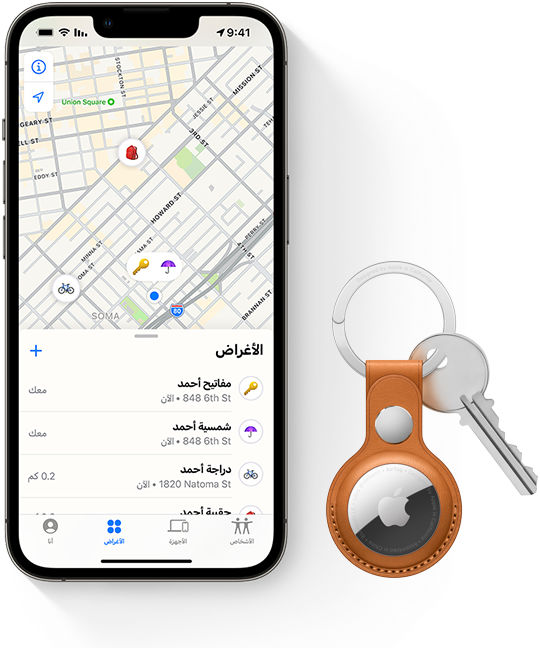 9:41
STOCKTON ST
MISSION ST
Union Square
JESSIE ST
GEARY ST
3RD ST
ELL ST
EDDY ST
HOWARD ST
PERRY ST
MINNA ST
4TH ST
80
BRANNAN ST
SOMA
الأغراض
مفاتيح أحمد
848 6th St • الآن
معك
شمسية أحمد
848 6th St • الآن
معك
دراجة أحمد
1820 Natoma St • الآن
0.2 كم
حقيبة أحمد
الأشخاص
الأجهزة
الأغراض
أنا